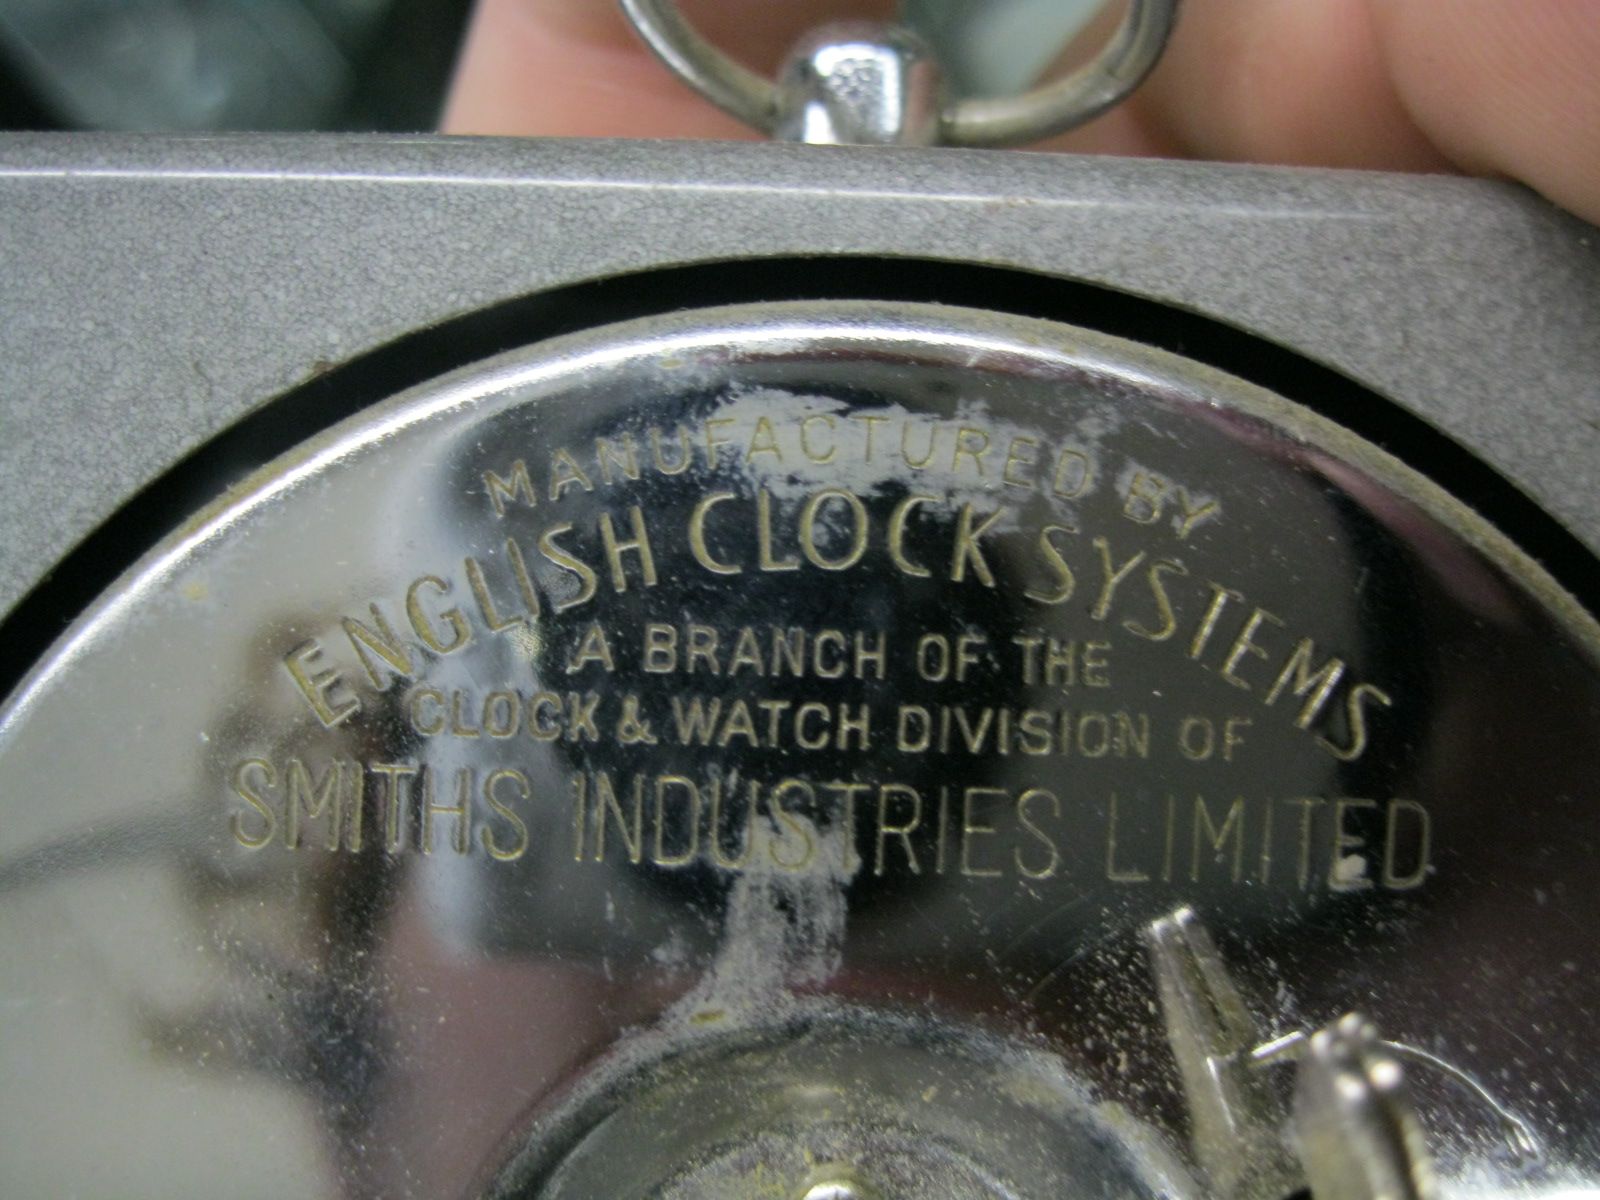 MANUFACTURED BY
ENGLISH CLOCK SYSTEMS
A BRANCH OF THE
CLOCK & WATCH DIVISION OF
SMITHS INDUSTRIES LIMITED